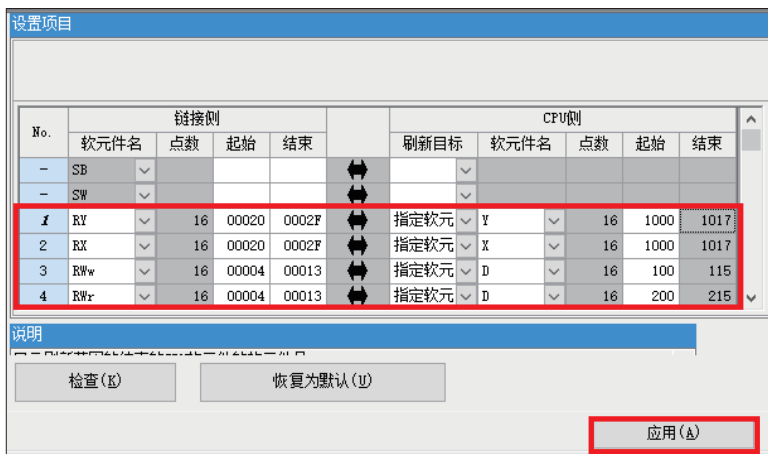 设置项目
No. 链接侧 CPU侧
软元件名 点数 起始 结束 刷新目标 软元件名 点数 起始 结束
- SB
- SW
1 RY 16 00020 0002F 指定软元 Y 16 1000 1017
2 RX 16 00020 0002F 指定软元 X 16 1000 1017
3 RWw 16 00004 00013 指定软元 D 16 100 115
4 RWr 16 00004 00013 指定软元 D 16 200 215
说明
检查(K) 恢复为默认(U)
应用(A)